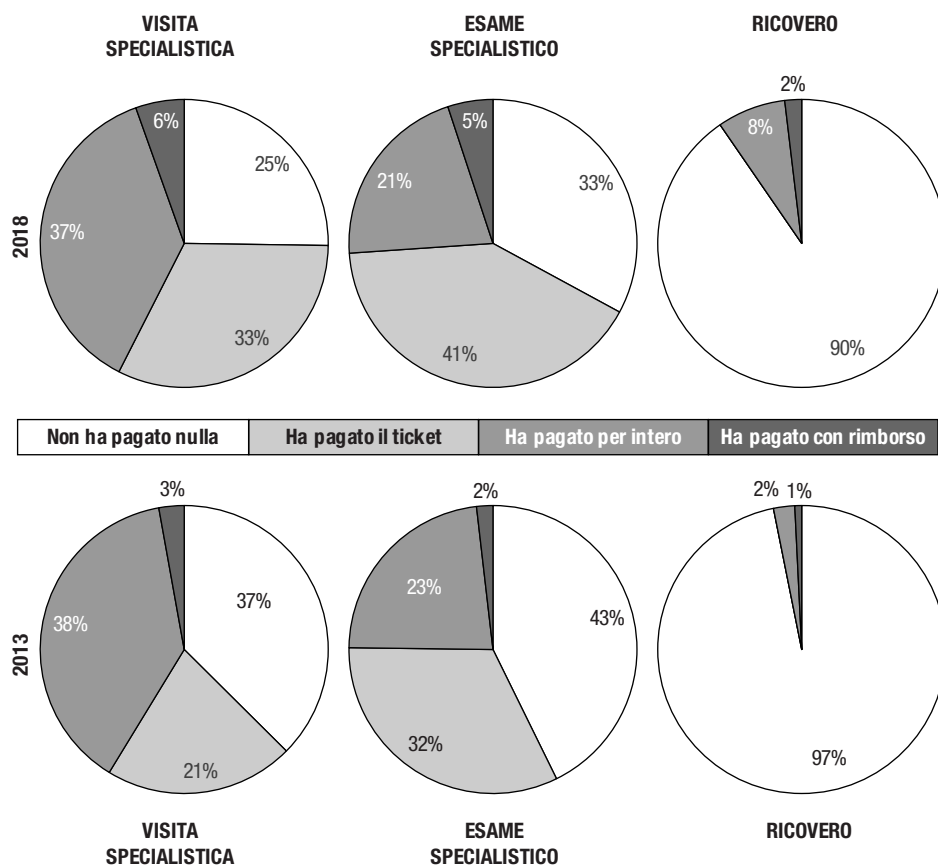 VISITA
SPECIALISTICA
ESAME
SPECIALISTICO
RICOVERO
2018
6%
25%
37%
33%
5%
33%
21%
41%
2%
8%
90%
Non ha pagato nulla
Ha pagato il ticket
Ha pagato per intero
Ha pagato con rimborso
2013
3%
37%
38%
21%
2%
43%
23%
32%
2%
1%
97%
VISITA
SPECIALISTICA
ESAME
SPECIALISTICO
RICOVERO